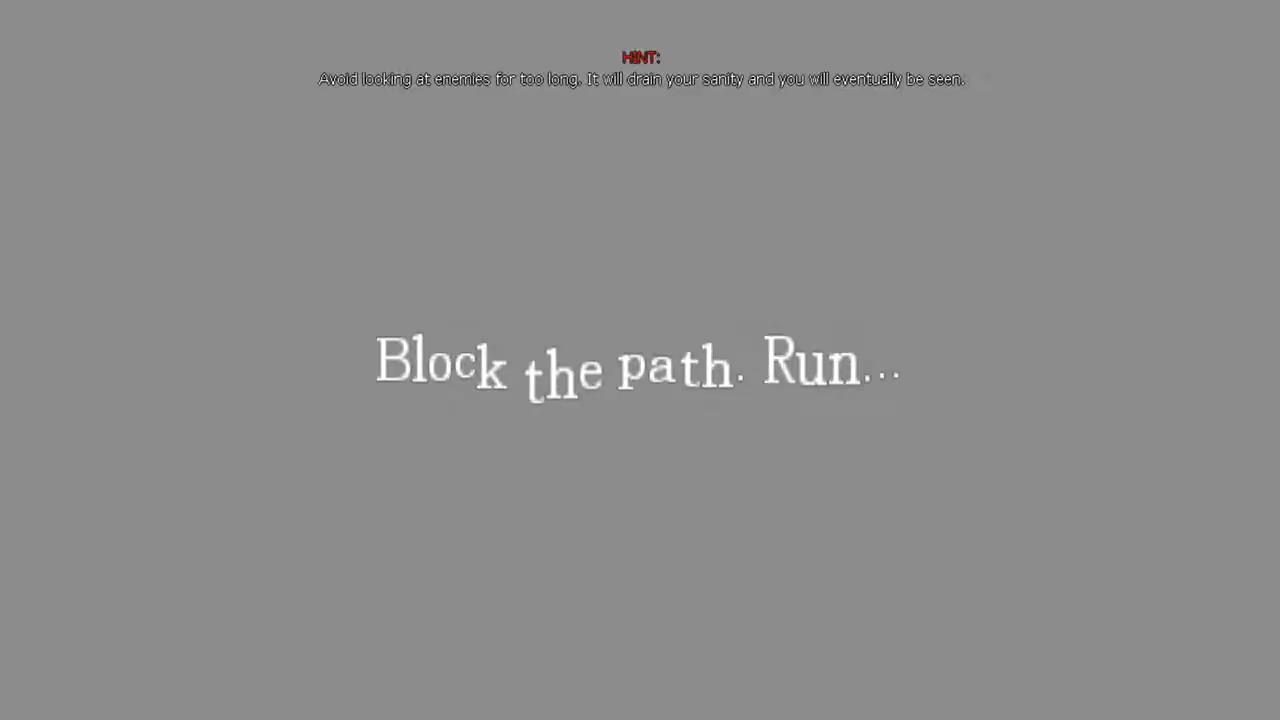 HINT:
Avoid looking at enemies for too long. It will drain your sanity and you will eventually be seen.
Block the path. Run...